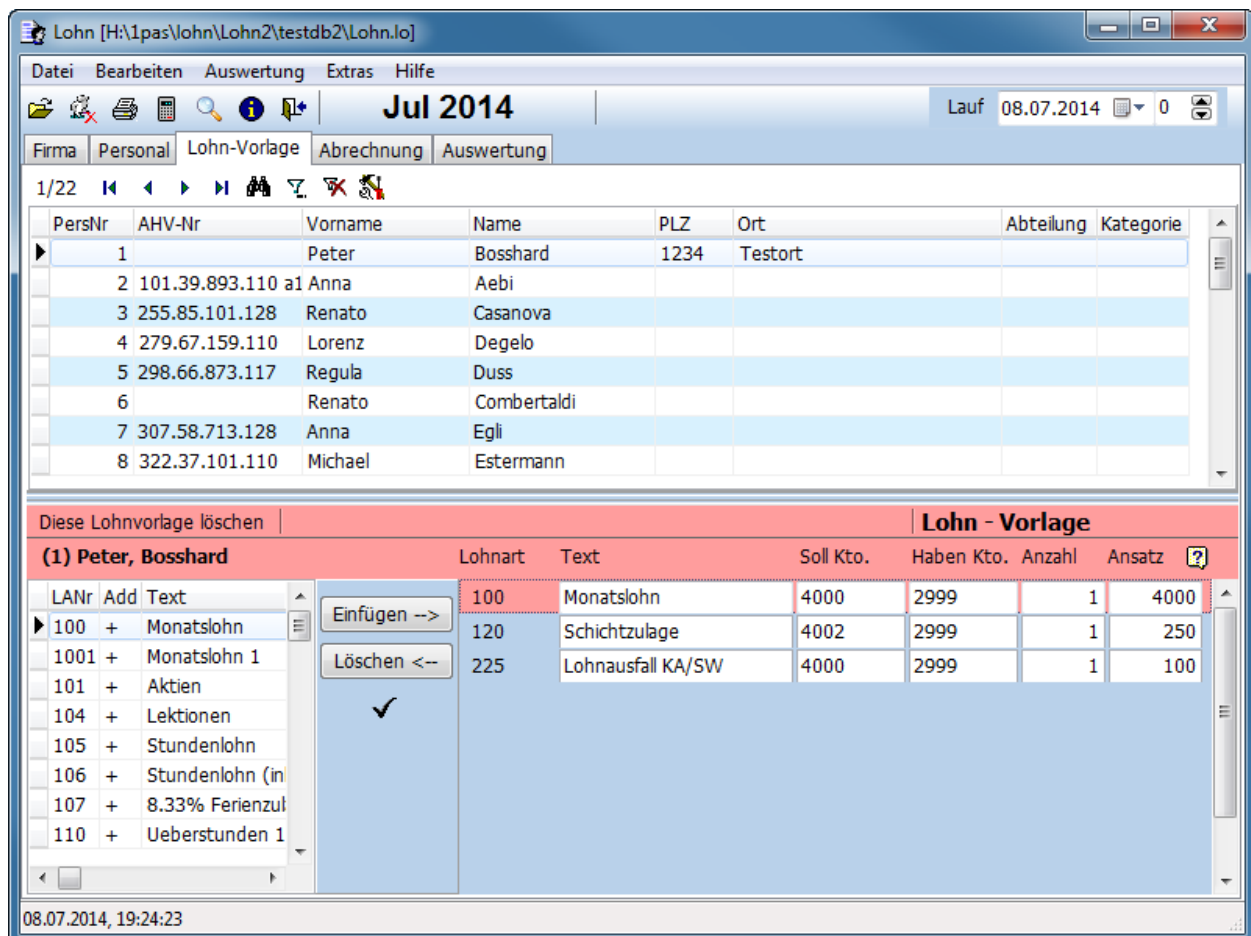 Lohn [H:\1pas\lohn\Lohn2\testdb2\Lohn.lo]
Datei Bearbeiten Auswertung Extras Hilfe
Jul 2014 Lauf 08.07.2014 0
Firma Personal Lohn-Vorlage Abrechnung Auswertung
1/22
PersNr AHV-Nr Vorname Name PLZ Ort Abteilung Kategorie
1 Peter Bosshard 1234 Testort
2 101.39.893.110 a1 Anna Aebi
3 255.85.101.128 Renato Casanova
4 279.67.159.110 Lorenz Degelo
5 298.66.873.117 Regula Duss
6 Renato Combertaldi
7 307.58.713.128 Anna Egli
8 322.37.101.110 Michael Estermann
Diese Lohnvorlage löschen Lohn - Vorlage
(1) Peter, Bosshard Lohnart Text Soll Kto. Haben Kto. Anzahl Ansatz ?
LANr Add Text
100 + Monatslohn
1001 + Monatslohn 1
101 + Aktien
104 + Lektionen
105 + Stundenlohn
106 + Stundenlohn (in
107 + 8.33% Ferienzul
110 + Ueberstunden 1
Einfügen -->
Löschen <--
100 Monatslohn 4000 2999 1 4000
120 Schichtzulage 4002 2999 1 250
225 Lohnausfall KA/SW 4000 2999 1 100
08.07.2014, 19:24:23